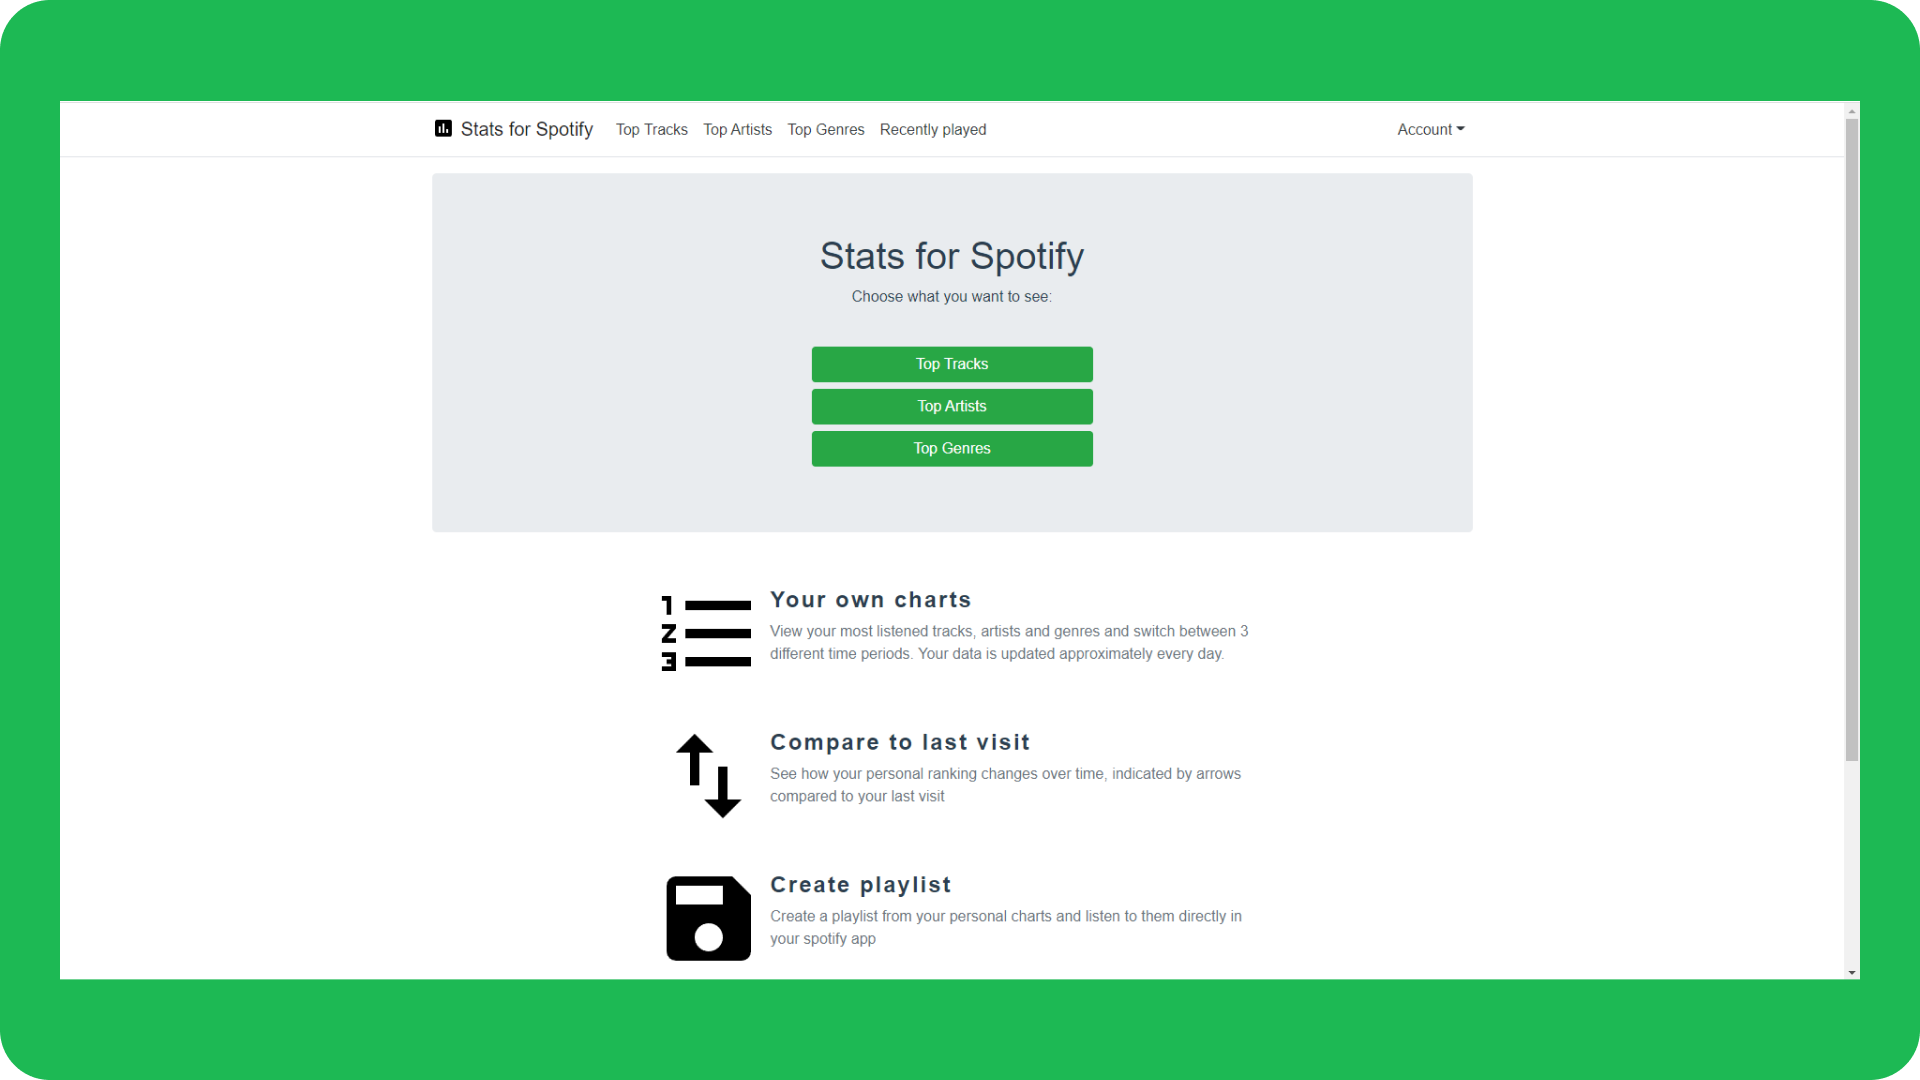 Stats for Spotify Top Tracks Top Artists Top Genres Recently played Account
Stats for Spotify
Choose what you want to see:
Top Tracks
Top Artists
Top Genres
1
2
3
Your own charts
View your most listened tracks, artists and genres and switch between 3
different time periods. Your data is updated approximately every day.
Compare to last visit
See how your personal ranking changes over time, indicated by arrows
compared to your last visit
Create playlist
Create a playlist from your personal charts and listen to them directly in
your spotify app